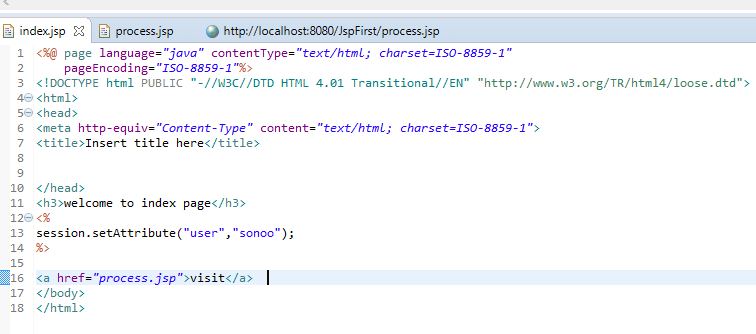 index.jsp process.jsp http://localhost:8080/JspFirst/process.jsp
1 <%@ page language="java" contentType="text/html; charset=ISO-8859-1"
2 pageEncoding="ISO-8859-1"%>
3 <!DOCTYPE html PUBLIC "-//W3C//DTD HTML 4.01 Transitional//EN" "http://www.w3.org/TR/html4/loose.dtd">
4 <html>
5 <head>
6 <meta http-equiv="Content-Type" content="text/html; charset=ISO-8859-1">
7 <title>Insert title here</title>
8
9
10 </head>
11 <h3>welcome to index page</h3>
12 <%
13 session.setAttribute("user","sonoo");
14 %>
15
16 <a href="process.jsp">visit</a>
17 </body>
18 </html>